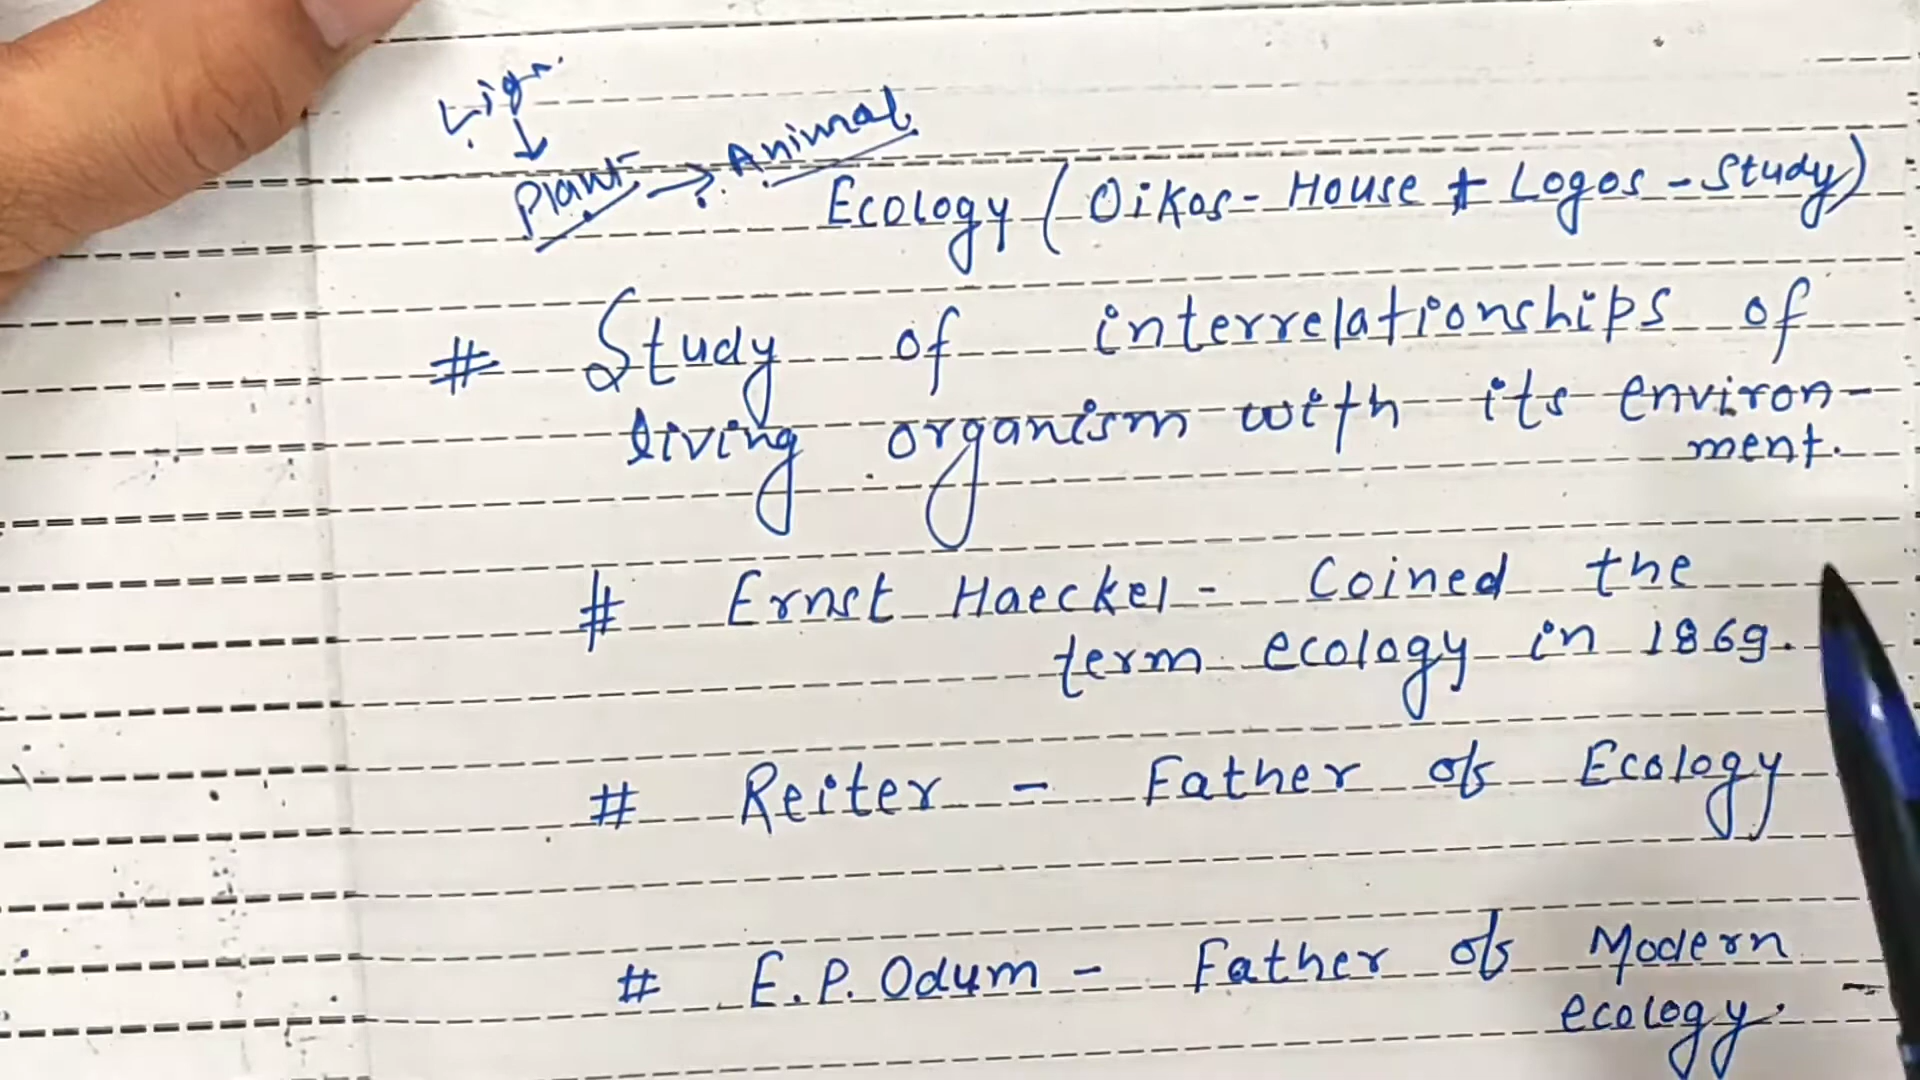 Plant → Animal
Ecology (Oikos - House + Logos - Study)
# Study of interrelationships of
living organism with its environ-
ment.
# Ernst Haeckel - Coined the
term ecology in 1869.
# Reiter - Father of Ecology
# E.P. Odum - Father of Modern
ecology.